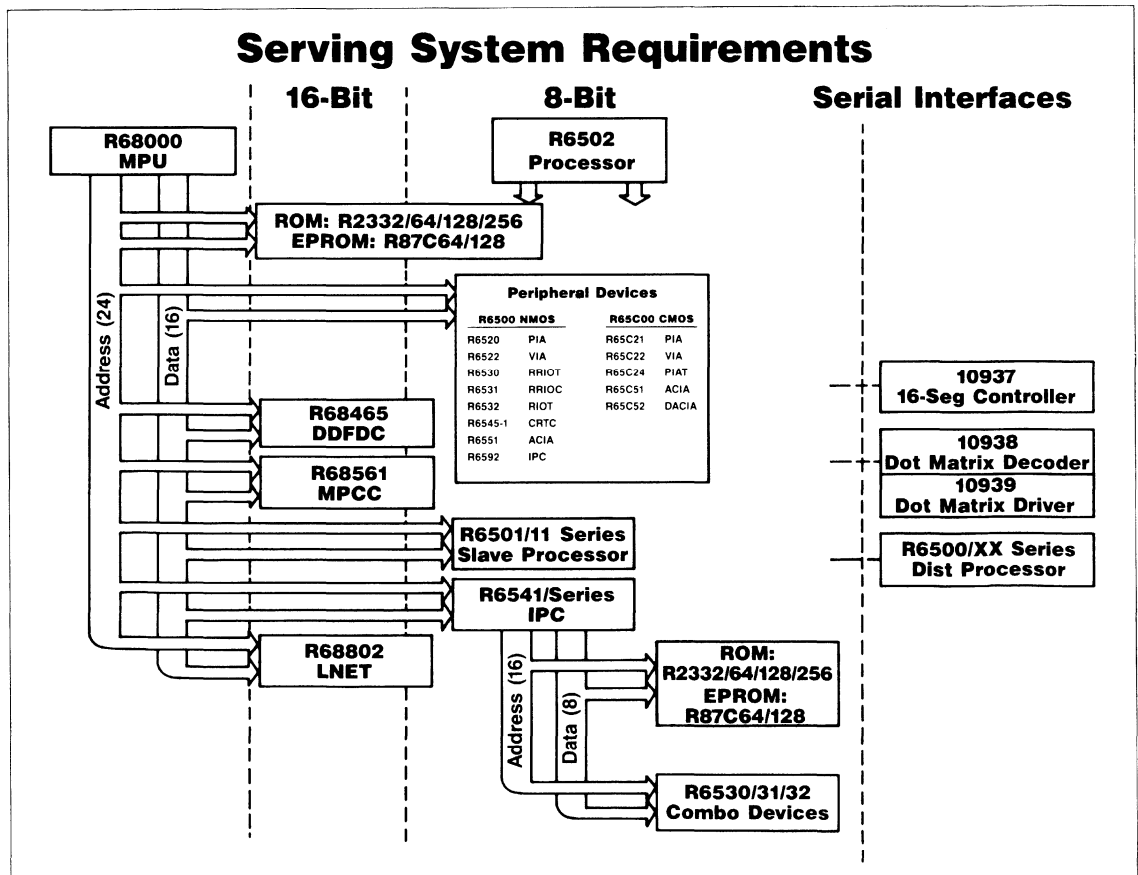 Serving System Requirements
16-Bit
8-Bit
Serial Interfaces
R68000
MPU
R6502
Processor
ROM: R2332/64/128/256
EPROM: R87C64/128
Address (24)
Data (16)
Peripheral Devices
R6500 NMOS
R65C00 CMOS
R6520 PIA
R65C21 PIA
R6522 VIA
R65C22 VIA
R6530 RRIOT
R65C24 PIAT
R6531 RRIOC
R65C51 ACIA
R6532 RIOT
R65C52 DACIA
R6545-1 CRTC
R6551 ACIA
R6592 IPC
10937
16-Seg Controller
R68465
DDFDC
10938
Dot Matrix Decoder
10939
Dot Matrix Driver
R68561
MPCC
R6501/11 Series
Slave Processor
R6500/XX Series
Dist Processor
R6541/Series
IPC
R68802
LNET
Address (16)
Data (8)
ROM:
R2332/64/128/256
EPROM:
R87C64/128
R6530/31/32
Combo Devices